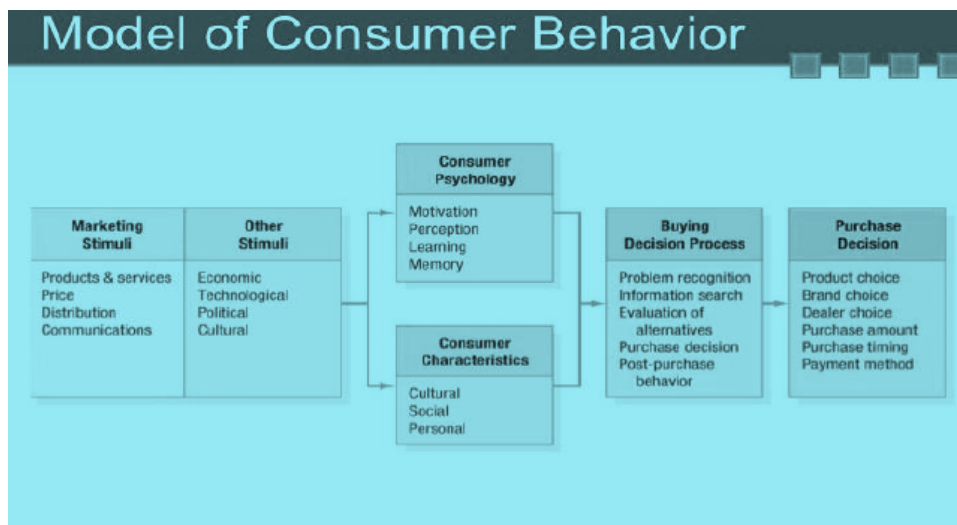 Model of Consumer Behavior
Marketing
Stimuli
Products & services
Price
Distribution
Communications
Other
Stimuli
Economic
Technological
Political
Cultural
Consumer
Psychology
Motivation
Perception
Learning
Memory
Consumer
Characteristics
Cultural
Social
Personal
Buying
Decision Process
Problem recognition
Information search
Evaluation of
alternatives
Purchase decision
Post-purchase
behavior
Purchase
Decision
Product choice
Brand choice
Dealer choice
Purchase amount
Purchase timing
Payment method